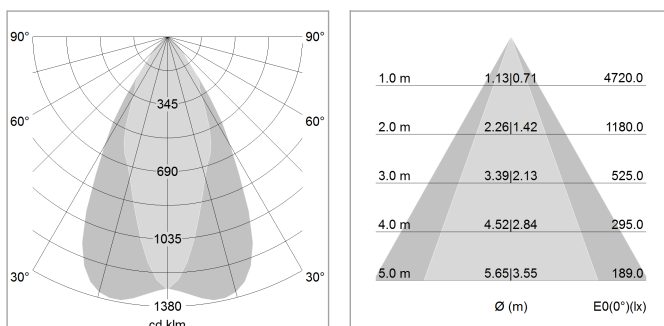 90° 90°
345
60° 60°
690
1035
30° 30°
1380
cd klm
1.0 m 1.13|0.71 4720.0
2.0 m 2.26|1.42 1180.0
3.0 m 3.39|2.13 525.0
4.0 m 4.52|2.84 295.0
5.0 m 5.65|3.55 189.0
Ø (m) E0(0°)(lx)